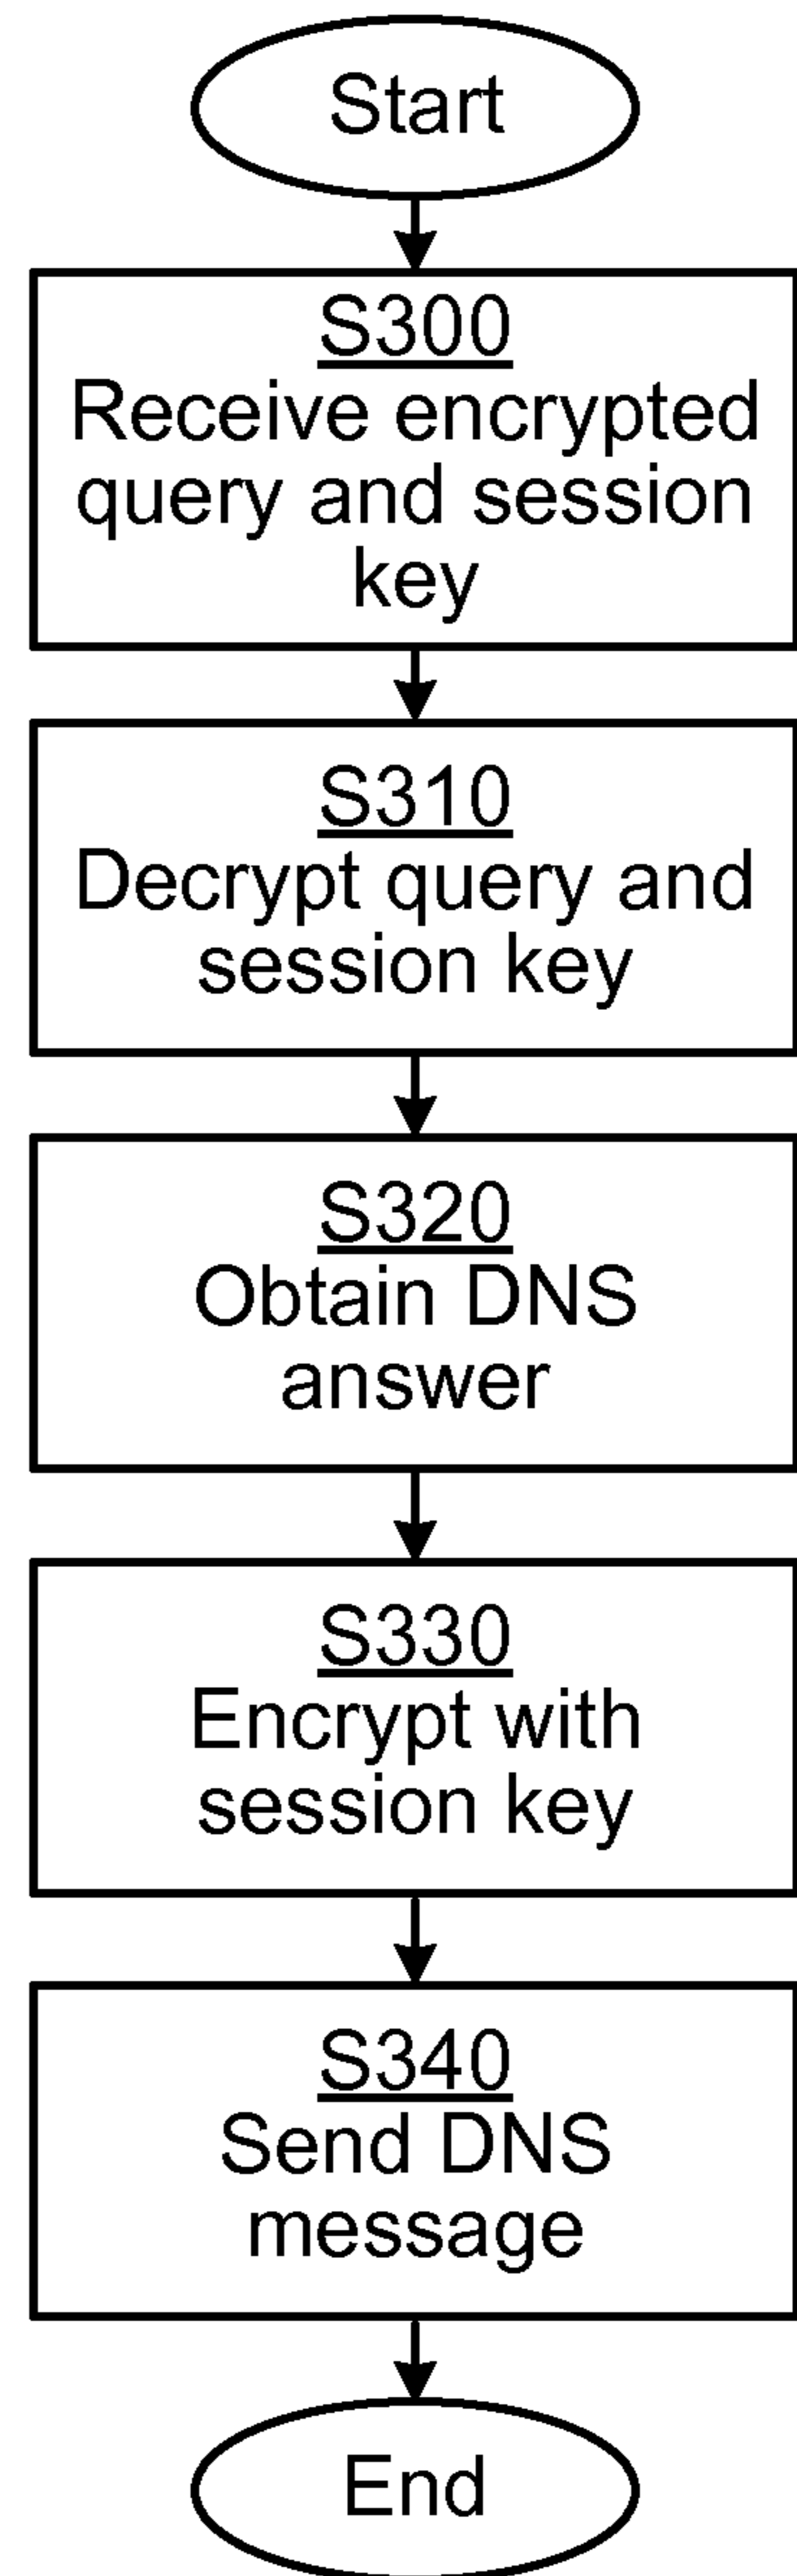 Start
S300
Receive encrypted
query and session
key
S310
Decrypt query and
session key
S320
Obtain DNS
answer
S330
Encrypt with
session key
S340
Send DNS
message
End